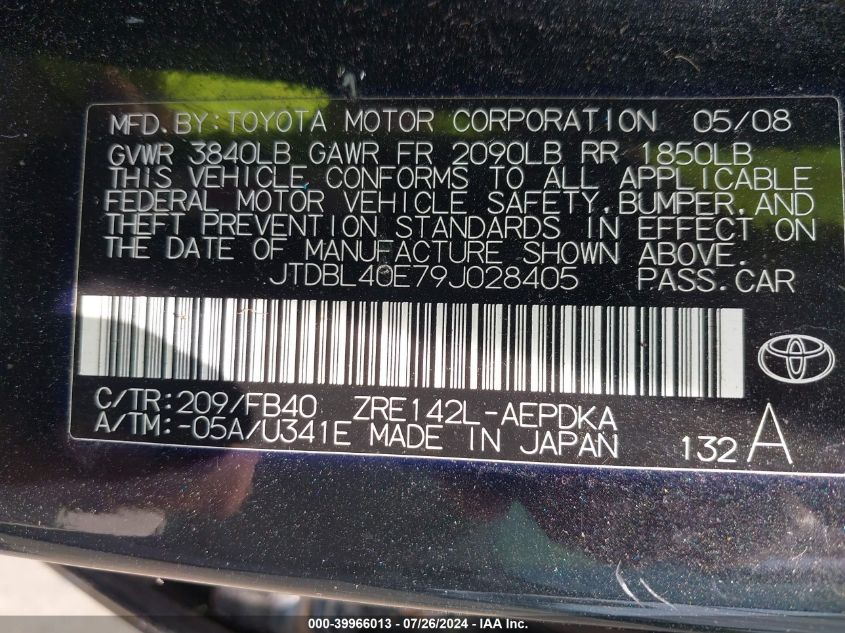 MFD.BY:TOYOTA MOTOR CORPORATION 05/08
GVWR 3840LB GAWR FR 2090LB RR 1850LB
THIS VEHICLE CONFORMS TO ALL APPLICABLE
FEDERAL MOTOR VEHICLE SAFETY,BUMPER,AND
THEFT PREVENTION STANDARDS IN EFFECT ON
THE DATE OF MANUFACTURE SHOWN ABOVE.
JTDBL40E79J028405 PASS.CAR
C/TR:209/FB40 ZRE142L-AEPDKA
A/TM:-05A/U341E MADE IN JAPAN 132 A
000-39966013 - 07/26/2024 - IAA Inc.